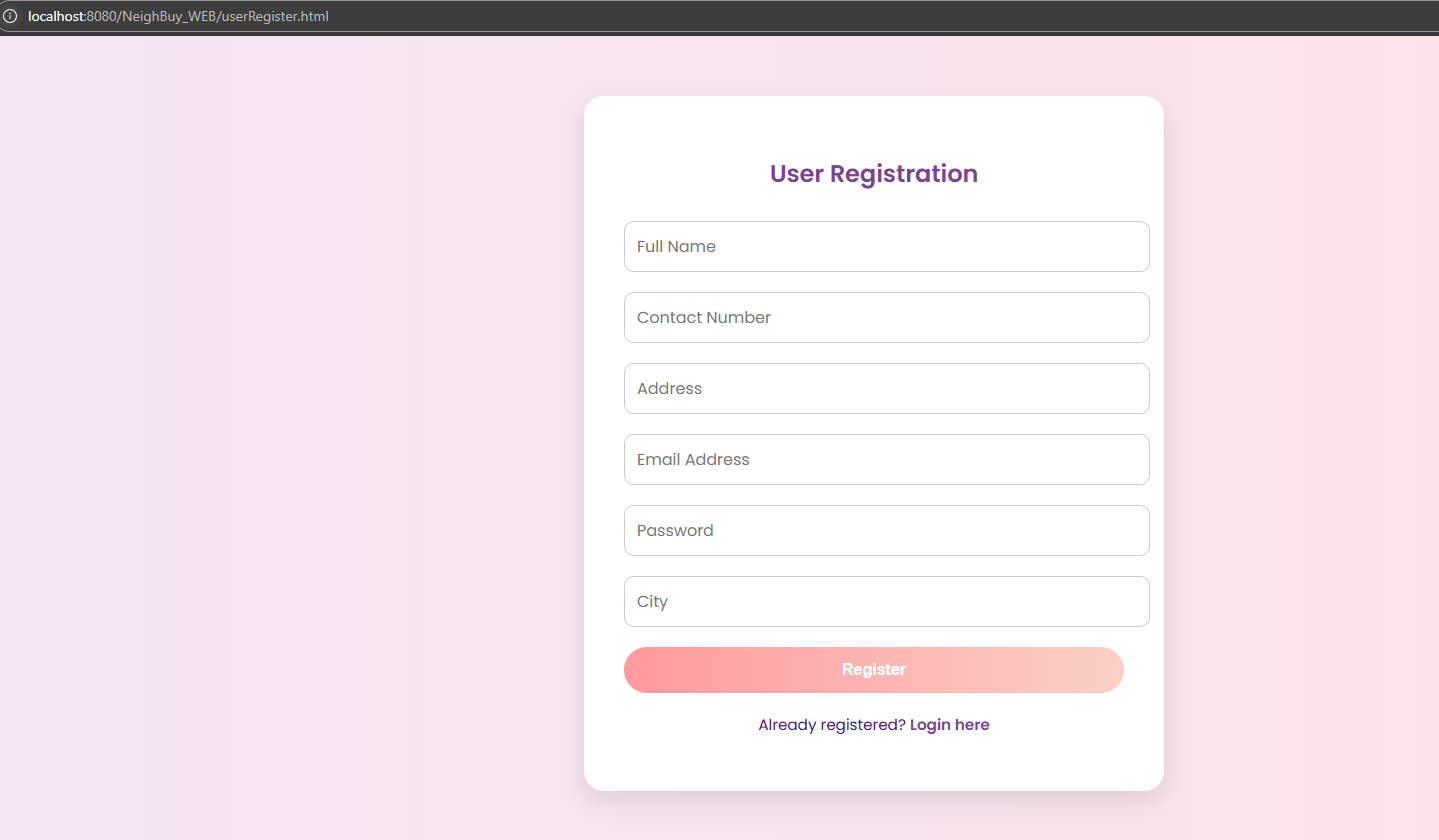 localhost:8080/NeighBuy_WEB/userRegister.html
User Registration
Full Name
Contact Number
Address
Email Address
Password
City
Register
Already registered? Login here